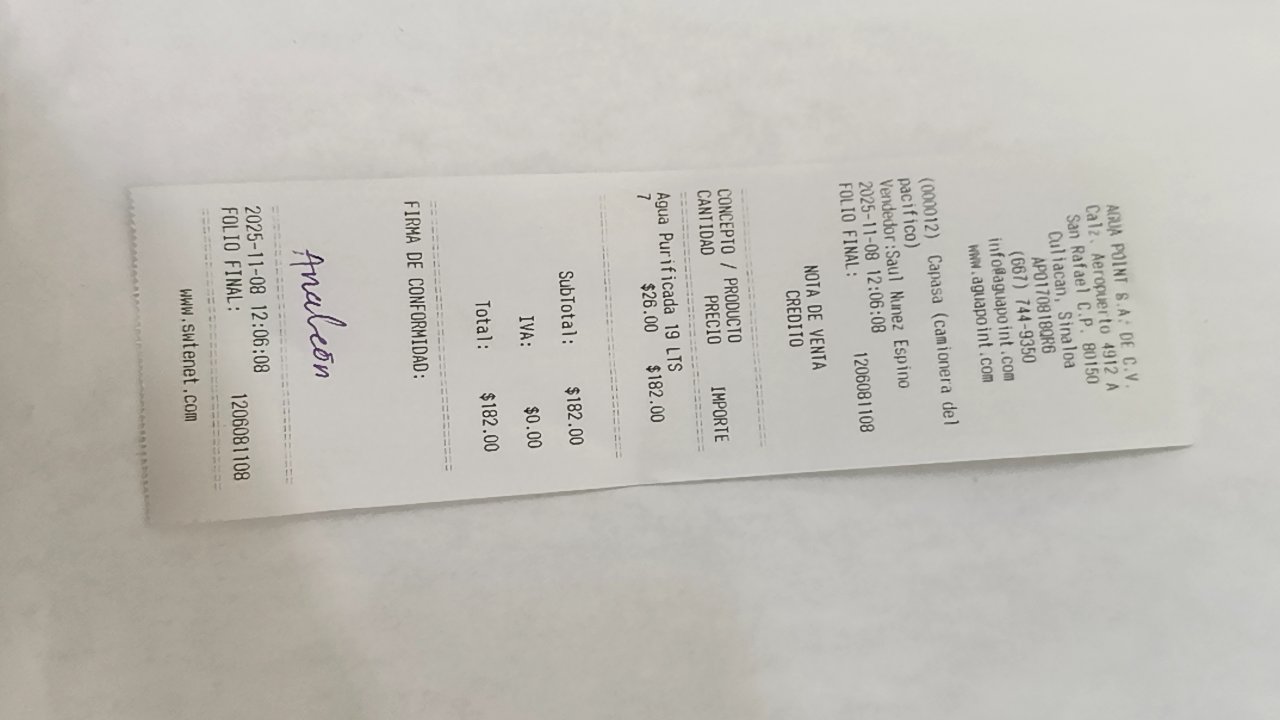 AGUA POINT S.A. DE C.V.
Calz. Aeropuerto 4912 A
San Rafael C.P. 80150
Culiacan, Sinaloa
APO170818QR6
(667) 744-9350
info@aguapoint.com
www.aguapoint.com
(000012) Capasa (camionera del
pacifico)
Vendedor:Saul Nunez Espino
2025-11-08 12:06:08
FOLIO FINAL: 1206081108
NOTA DE VENTA
CREDITO
CONCEPTO / PRODUCTO
CANTIDAD PRECIO IMPORTE
Agua Purificada 19 LTS
7 $26.00 $182.00
SubTotal: $182.00
IVA: $0.00
Total: $182.00
FIRMA DE CONFORMIDAD:
2025-11-08 12:06:08
FOLIO FINAL: 1206081108
www.swtenet.com